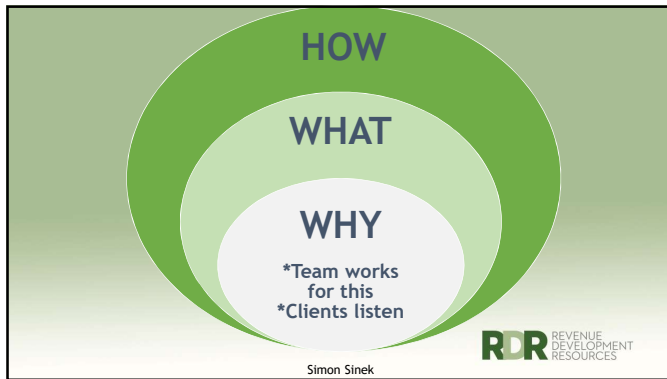 HOW
WHAT
WHY
*Team works
for this
*Clients listen
RDR
REVENUE
DEVELOPMENT
RESOURCES
Simon Sinek